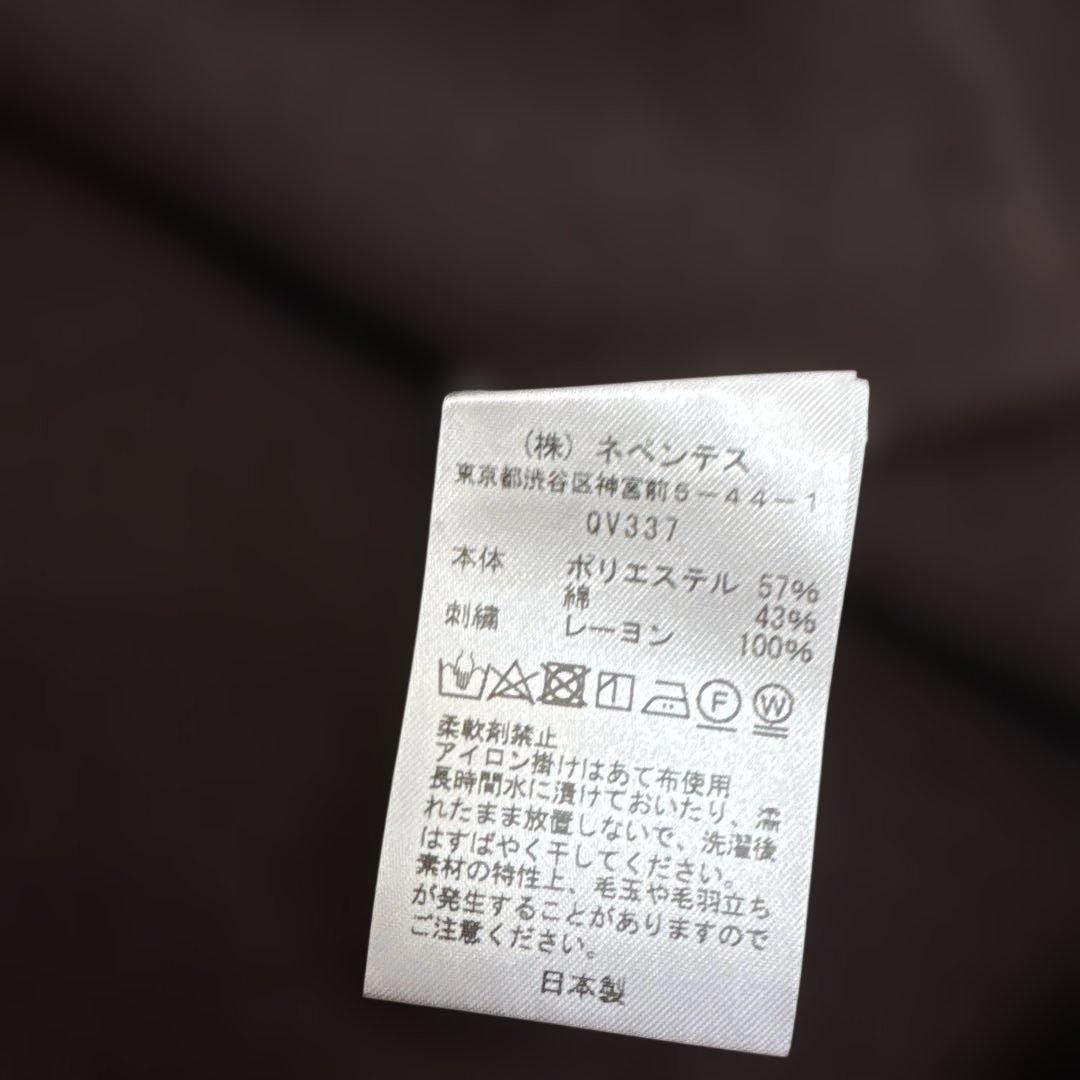 (株) ネペンテス
東京都渋谷区神宮前5-44-1
QV337
本体 ポリエステル 57%
綿 43%
刺繍 レーヨン 100%
F W
柔軟剤禁止
アイロン掛けはあて布使用
長時間水に漬けておいたり、濡
れたまま放置しないで、洗濯後
はすばやく干してください。
素材の特性上、毛玉や毛羽立ち
が発生することがありますので
ご注意ください。
日本製